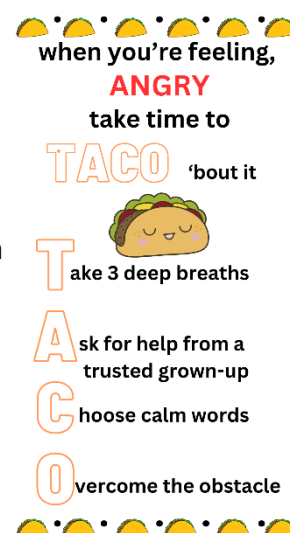 when you're feeling,
ANGRY
take time to
TACO 'bout it
Take 3 deep breaths
Ask for help from a
trusted grown-up
Choose calm words
Overcome the obstacle